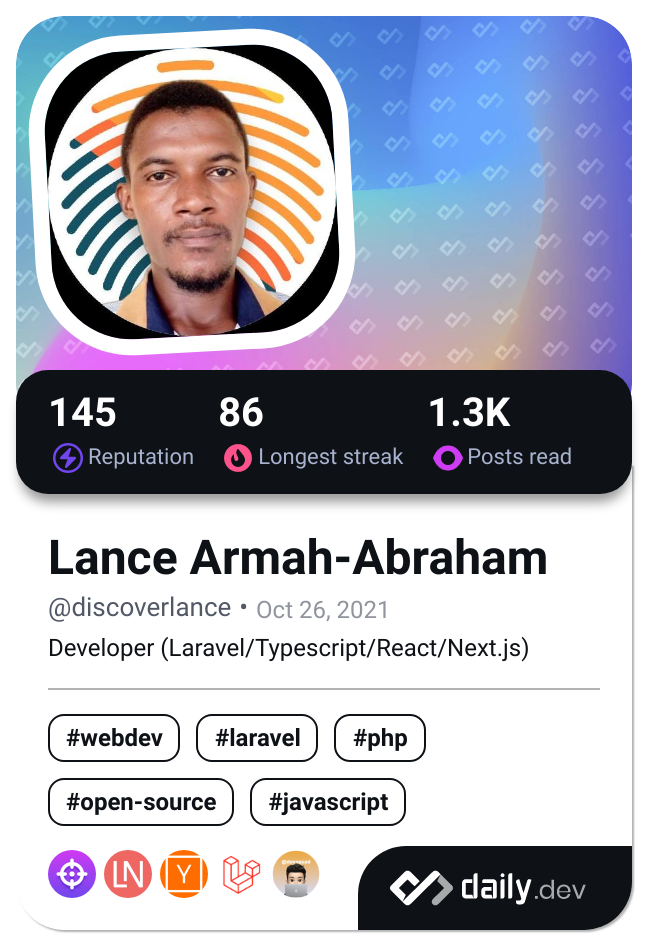 145 86 1.3K
Reputation Longest streak Posts read
Lance Armah-Abraham
@discoverlance • Oct 26, 2021
Developer (Laravel/Typescript/React/Next.js)
#webdev #laravel #php
#open-source #javascript
LN Y
daily.dev